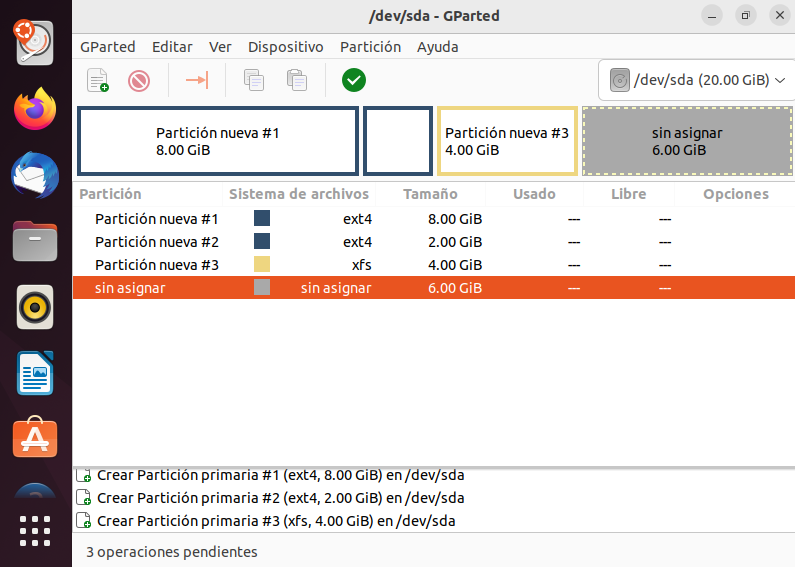 /dev/sda - GParted
GParted Editar Ver Dispositivo Partición Ayuda
/dev/sda (20.00 GiB)
Partición nueva #1
8.00 GiB
Partición nueva #3
4.00 GiB
sin asignar
6.00 GiB
Partición Sistema de archivos Tamaño Usado Libre Opciones
Partición nueva #1 ext4 8.00 GiB --- ---
Partición nueva #2 ext4 2.00 GiB --- ---
Partición nueva #3 xfs 4.00 GiB --- ---
sin asignar sin asignar 6.00 GiB --- ---
Crear Partición primaria #1 (ext4, 8.00 GiB) en /dev/sda
Crear Partición primaria #2 (ext4, 2.00 GiB) en /dev/sda
Crear Partición primaria #3 (xfs, 4.00 GiB) en /dev/sda
3 operaciones pendientes